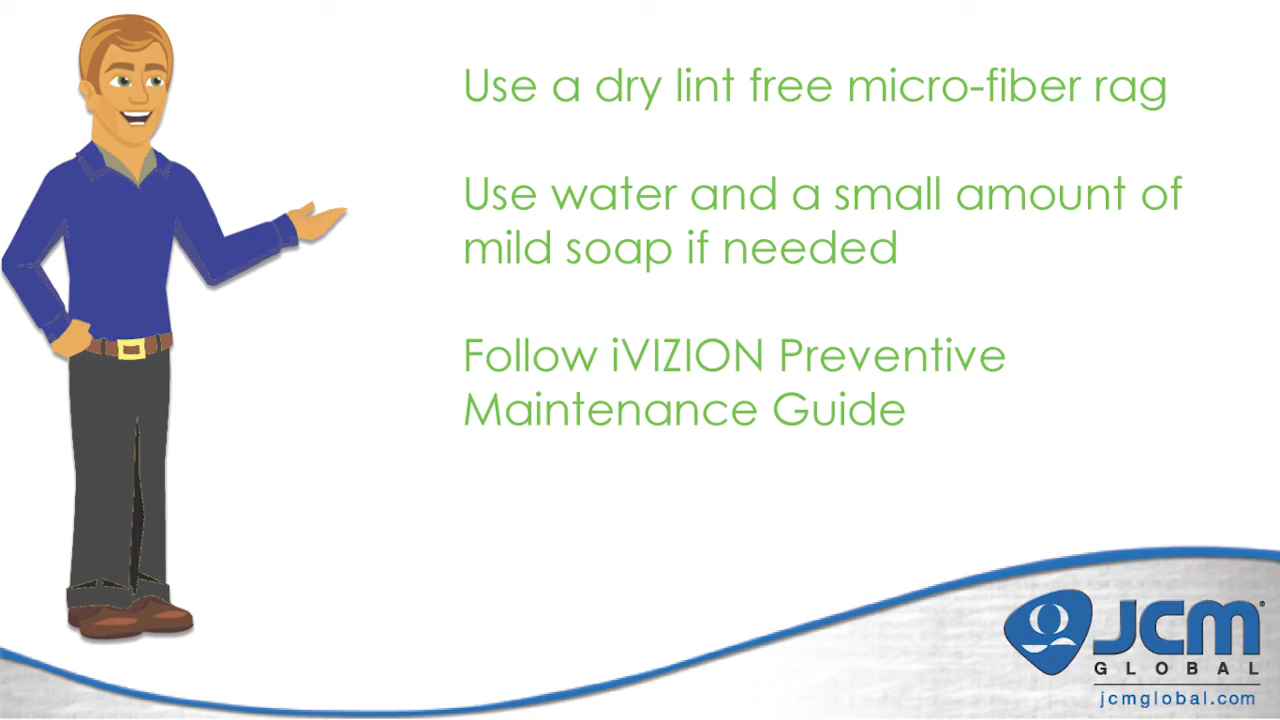 Use a dry lint free micro-fiber rag
Use water and a small amount of
mild soap if needed
Follow iVIZION Preventive
Maintenance Guide
JCM®
GLOBAL
jcmglobal.com